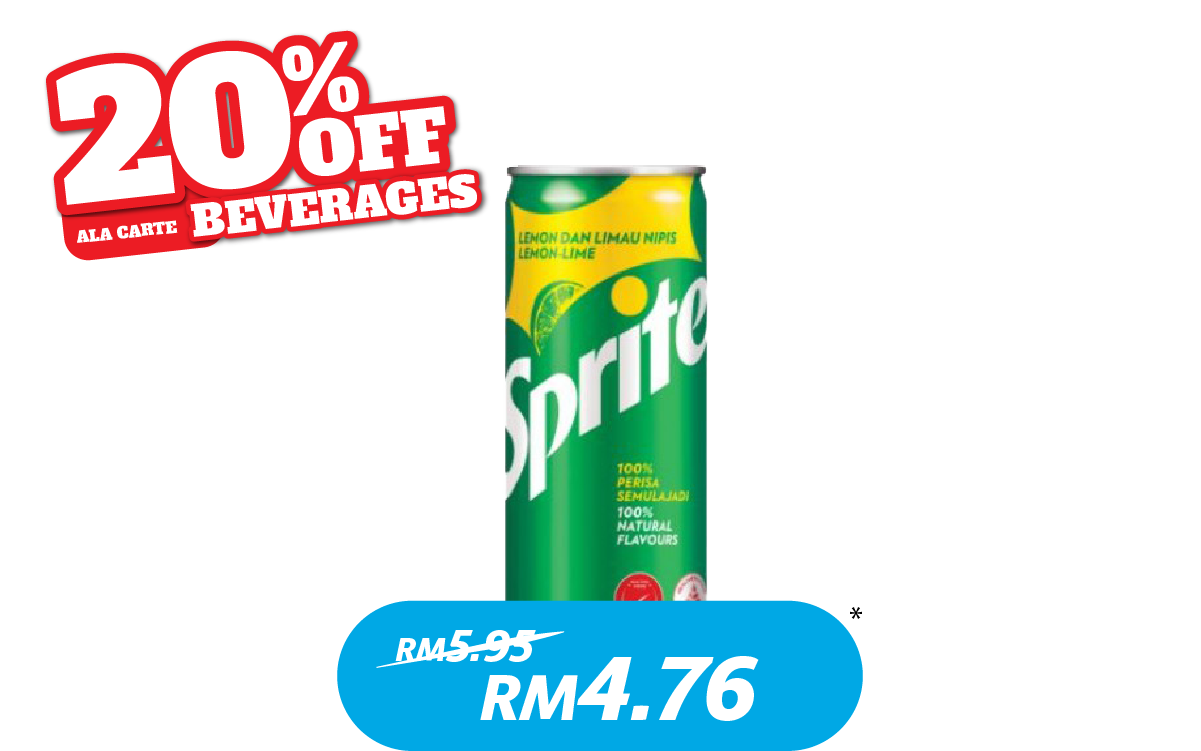 20%
OFF
ALA CARTE BEVERAGES
LEMON DAN LIMAU NIPIS
LEMON-LIME
Sprite
100%
PERISA
SEMULAJADI
100%
NATURAL
FLAVOURS
RM5.95
*
RM4.76